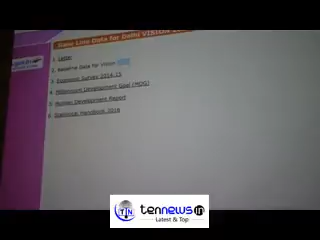 Base Line Data for Delhi VISION
1. Letter
2. Baseline Data for Vision
3. Economic Survey 2014-15
4. Millennium Development Goal (MDG)
5. Human Development Report
6. Statistical Handbook 2014
tennews.in
Latest & Top